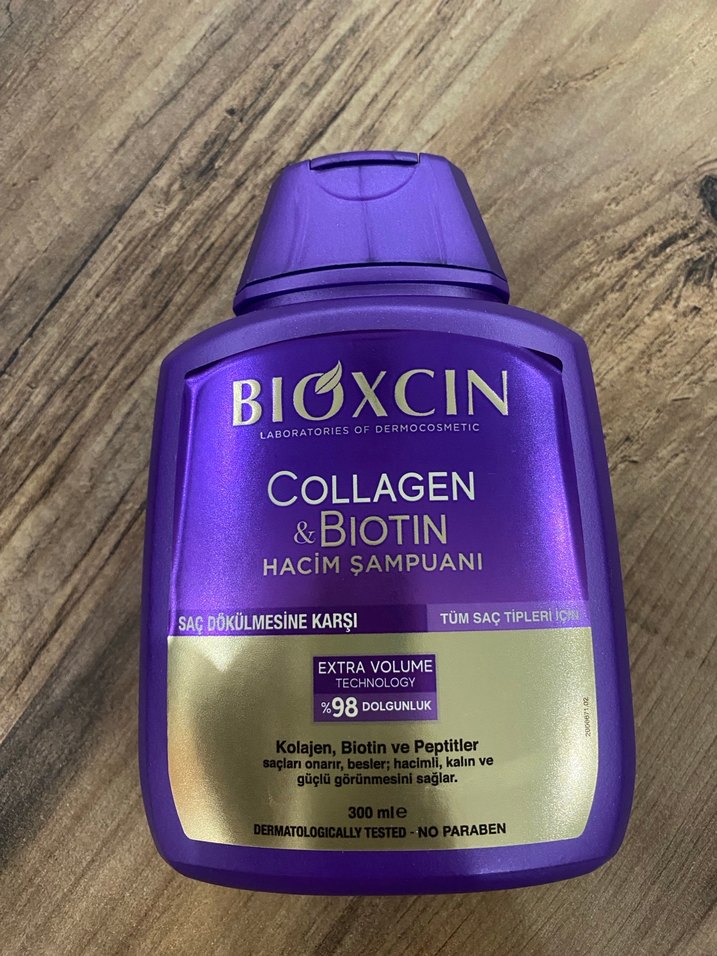 BIOXCIN
LABORATORIES OF DERMOCOSMETIC
COLLAGEN
& BIOTIN
HACİM ŞAMPUANI
SAÇ DÖKÜLMESİNE KARŞI
TÜM SAÇ TİPLERİ İÇİN
EXTRA VOLUME
TECHNOLOGY
%98 DOLGUNLUK
Kolajen, Biotin ve Peptitler
saçları onarır, besler; hacimli, kalın ve
güçlü görünmesini sağlar.
300 ml e
DERMATOLOGICALLY TESTED - NO PARABEN